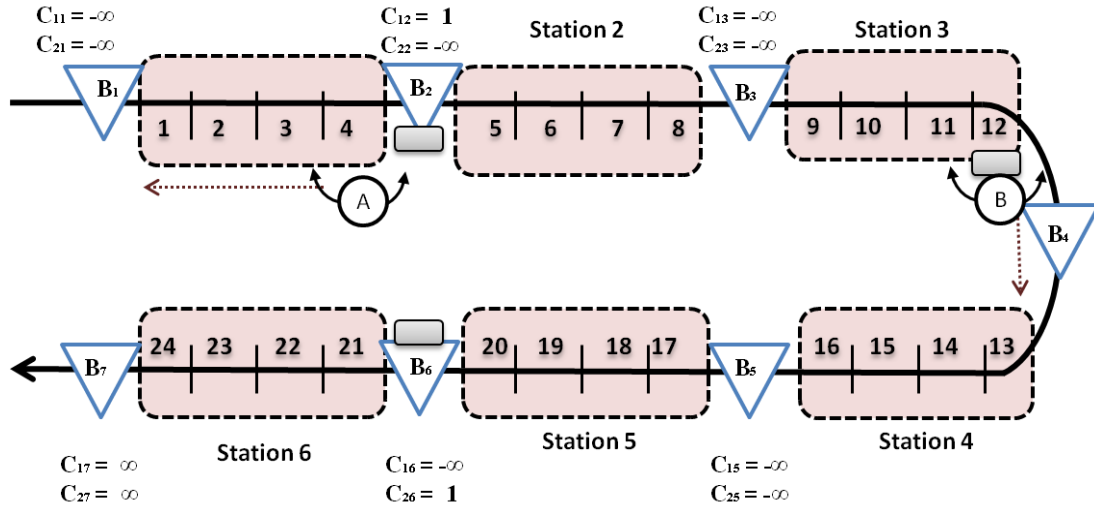 C₁₁ = -∞
C₂₁ = -∞
C₁₂ = 1
C₂₂ = -∞
Station 2
C₁₃ = -∞
C₂₃ = -∞
Station 3
B₁
1 2 3 4
B₂
5 6 7 8
B₃
9 10 11 12
A
B
B₄
B₇
24 23 22 21
B₆
20 19 18 17
B₅
16 15 14 13
Station 6
Station 5
Station 4
C₁₇ = ∞
C₂₇ = ∞
C₁₆ = -∞
C₂₆ = 1
C₁₅ = -∞
C₂₅ = -∞